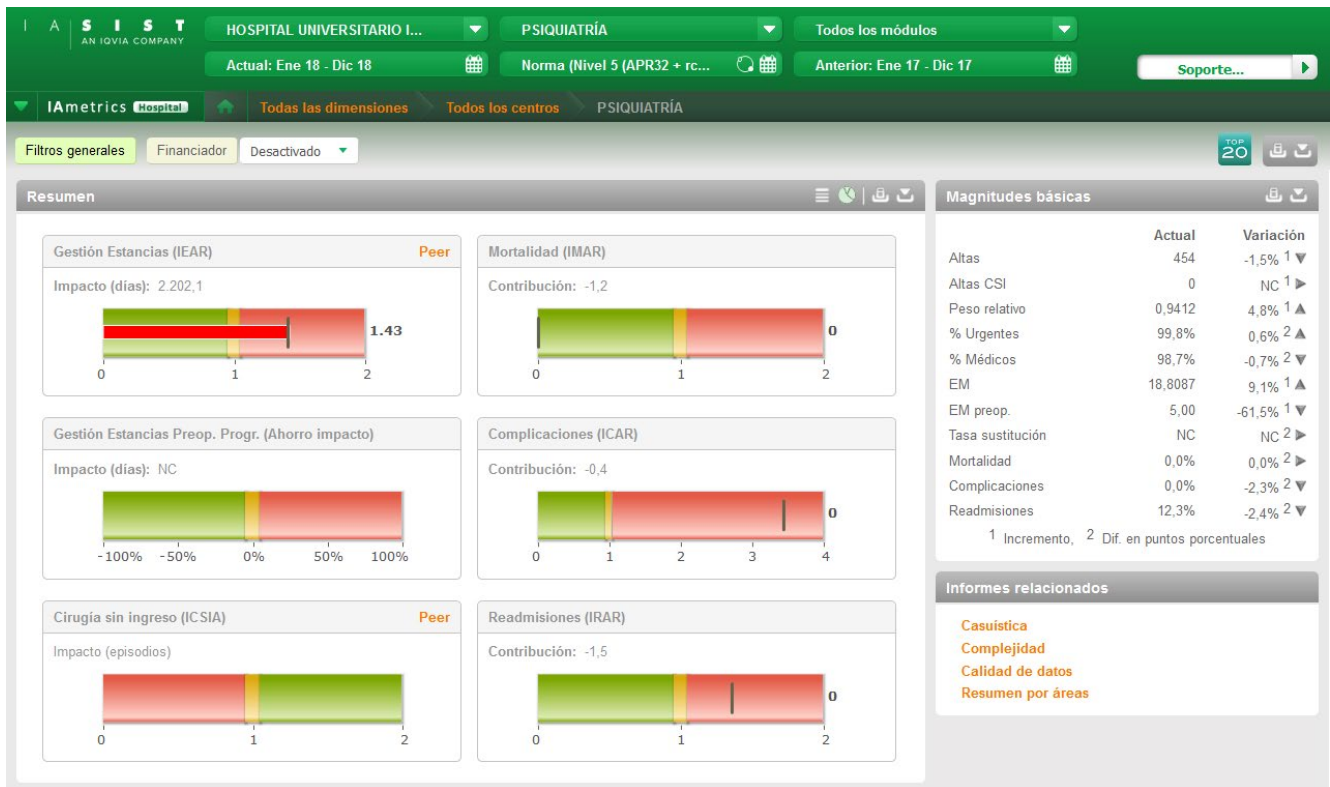 I A S I S T
AN IQVIA COMPANY
HOSPITAL UNIVERSITARIO I...
PSIQUIATRÍA
Todos los módulos
Actual: Ene 18 - Dic 18
Norma (Nivel 5 (APR32 + rc...
Anterior: Ene 17 - Dic 17
Soporte...
IAmetrics Hospital
Todas las dimensiones
Todos los centros
PSIQUIATRÍA
Filtros generales
Financiador
Desactivado
TOP 20
Resumen
Gestión Estancias (IEAR) Peer
Impacto (días): 2.202,1
1.43
0 1 2
Mortalidad (IMAR)
Contribución: -1,2
0
0 1 2
Gestión Estancias Preop. Progr. (Ahorro impacto)
Impacto (días): NC
-100% -50% 0% 50% 100%
Complicaciones (ICAR)
Contribución: -0,4
0
0 1 2 3 4
Cirugía sin ingreso (ICSIA) Peer
Impacto (episodios)
0 1 2
Readmisiones (IRAR)
Contribución: -1,5
0
0 1 2
Magnitudes básicas
Actual Variación
Altas 454 -1,5% 1
Altas CSI 0 NC 1
Peso relativo 0,9412 4,8% 1
% Urgentes 99,8% 0,6% 2
% Médicos 98,7% -0,7% 2
EM 18,8087 9,1% 1
EM preop. 5,00 -61,5% 1
Tasa sustitución NC NC 2
Mortalidad 0,0% 0,0% 2
Complicaciones 0,0% -2,3% 2
Readmisiones 12,3% -2,4% 2
1 Incremento, 2 Dif. en puntos porcentuales
Informes relacionados
Casuística
Complejidad
Calidad de datos
Resumen por áreas